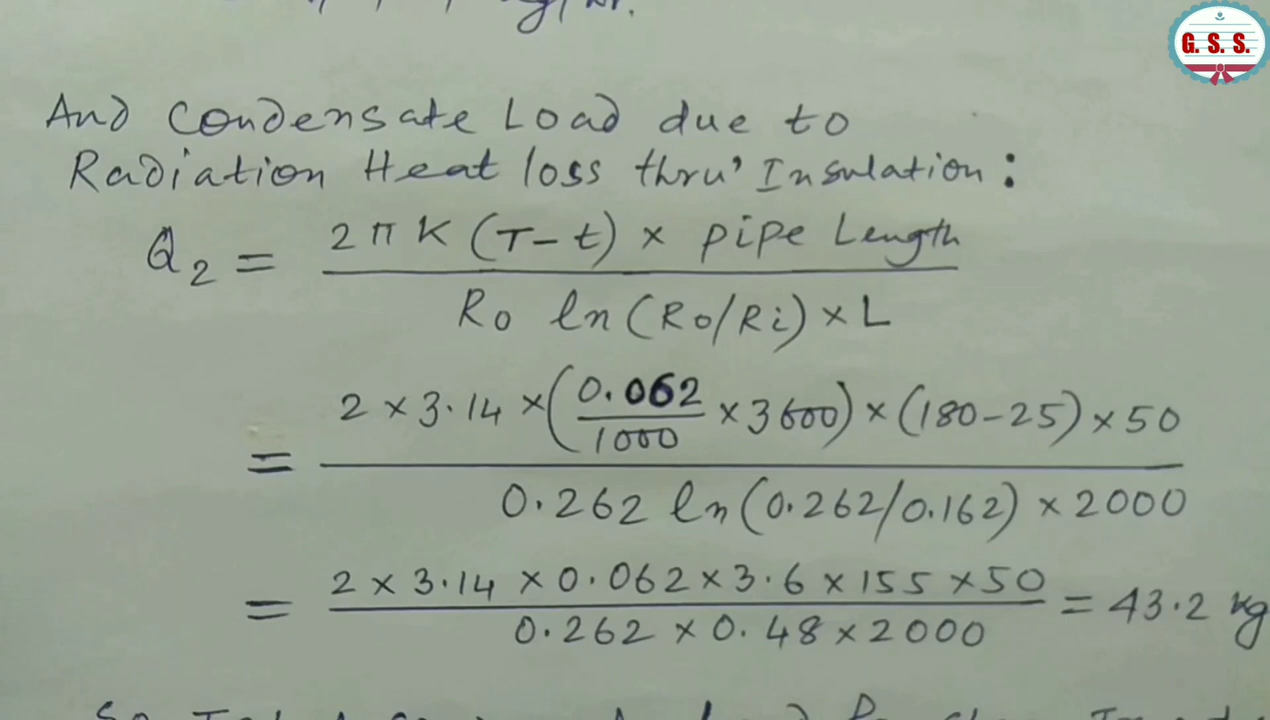 G. S. S.
And Condensate Load due to
Radiation Heat loss thru' Insulation :
Q2 = 2 π K (T - t) × pipe Length
Ro ln (Ro/Ri) × L
= 2 × 3.14 × (0.062/1000 × 3600) × (180-25) × 50
0.262 ln (0.262/0.162) × 2000
= 2 × 3.14 × 0.062 × 3.6 × 155 × 50 = 43.2 kg
0.262 × 0.48 × 2000